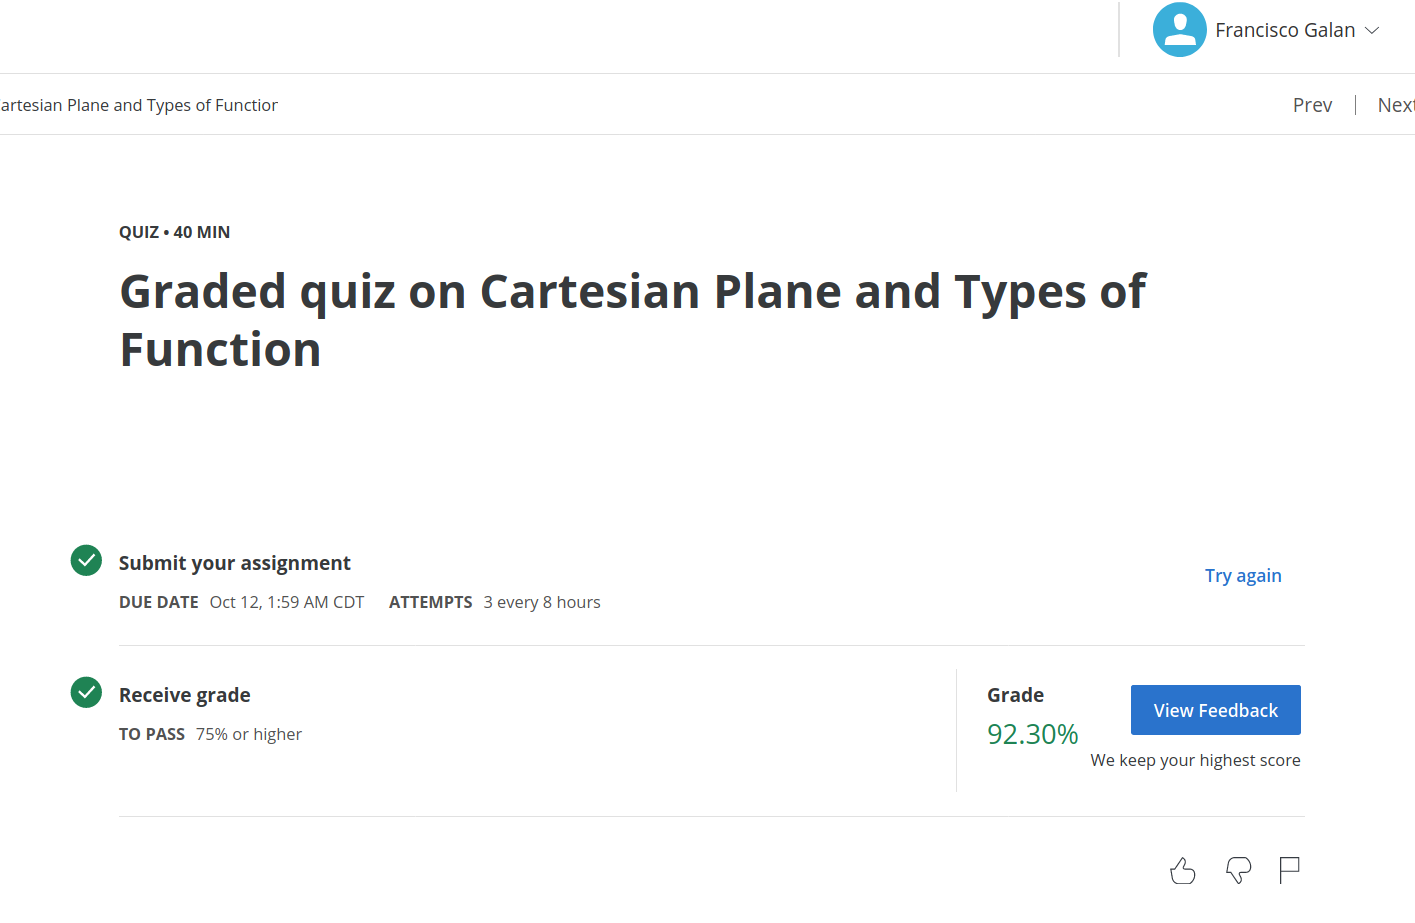 Francisco Galan
artesian Plane and Types of Functior
Prev
Next
QUIZ • 40 MIN
Graded quiz on Cartesian Plane and Types of
Function
Submit your assignment
Try again
DUE DATE Oct 12, 1:59 AM CDT ATTEMPTS 3 every 8 hours
Receive grade
TO PASS 75% or higher
Grade
92.30%
View Feedback
We keep your highest score